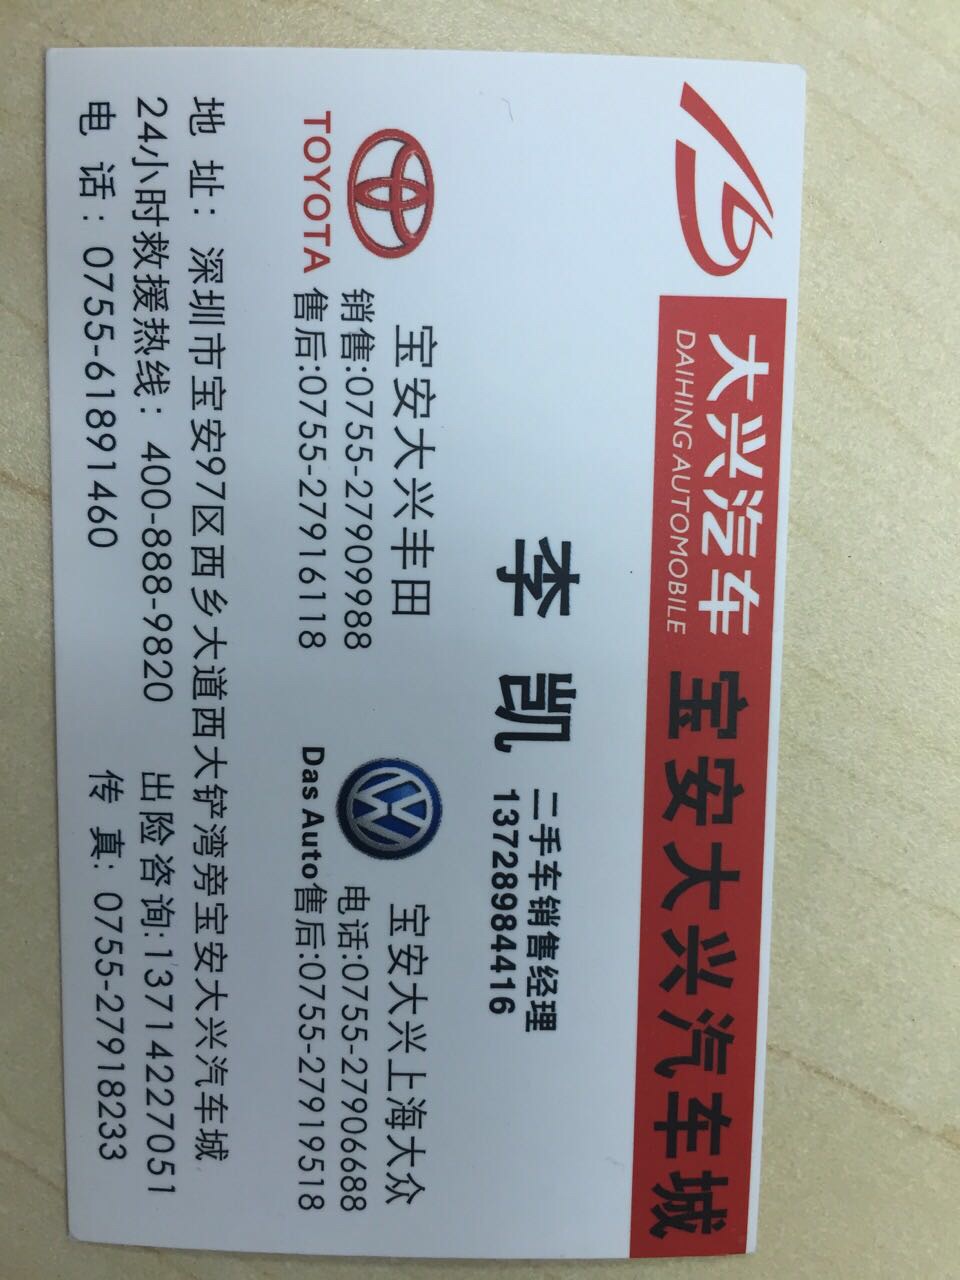 大兴汽车
DAIHING AUTOMOBILE
宝安大兴汽车城
李凯
二手车销售经理
13728984416
TOYOTA
宝安大兴丰田
销售:0755-27909988
售后:0755-27916118
Das Auto
宝安大兴上海大众
电话:0755-27906688
售后:0755-27919518
地 址：深圳市宝安97区西乡大道西大铲湾旁宝安大兴汽车城
24小时救援热线：400-888-9820 出险咨询:13714227051
电 话：0755-61891460 传 真: 0755-27918233